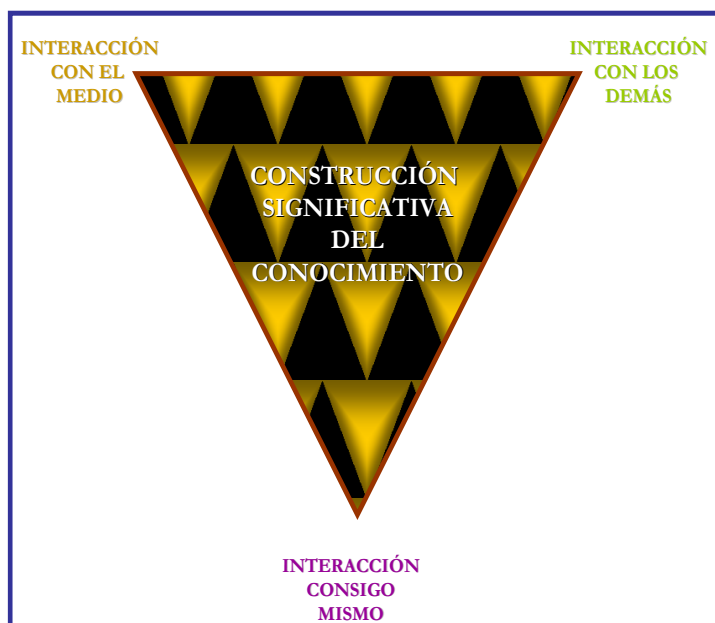 INTERACCIÓN
CON EL
MEDIO
INTERACCIÓN
CON LOS
DEMÁS
CONSTRUCCIÓN
SIGNIFICATIVA
DEL
CONOCIMIENTO
INTERACCIÓN
CONSIGO
MISMO